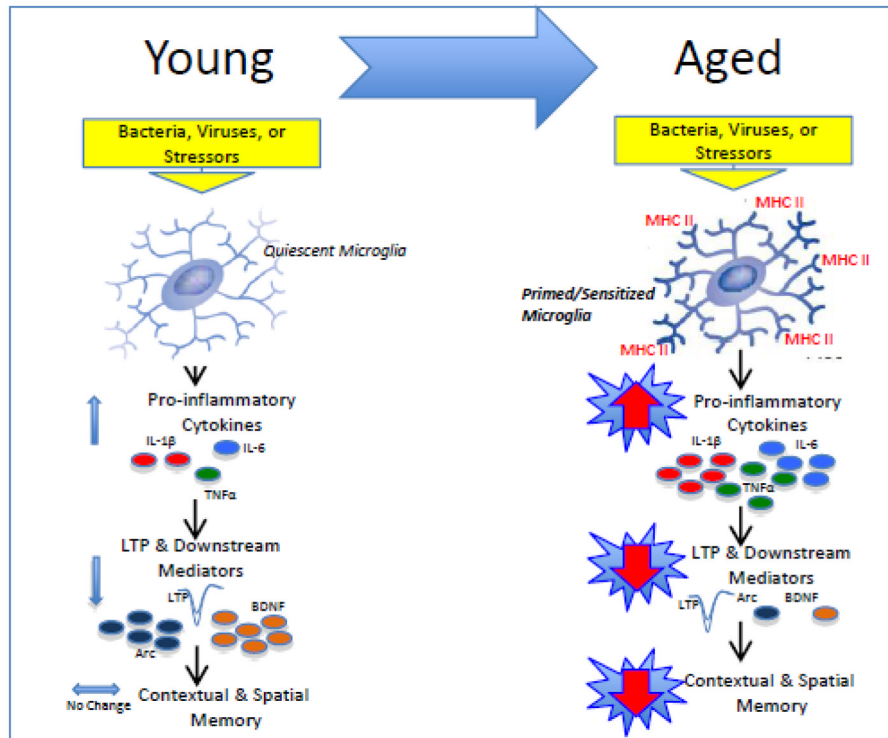 Young
Bacteria, Viruses, or
Stressors
Quiescent Microglia
Pro-inflammatory
Cytokines
IL-1β
IL-6
TNFα
LTP & Downstream
Mediators
LTP
BDNF
Arc
No Change
Contextual & Spatial
Memory
Aged
Bacteria, Viruses, or
Stressors
MHC II
MHC II
MHC II
Primed/Sensitized
Microglia
MHC II
MHC II
Pro-inflammatory
Cytokines
IL-1β
IL-6
TNFα
LTP & Downstream
Mediators
LTP
Arc
BDNF
Contextual & Spatial
Memory